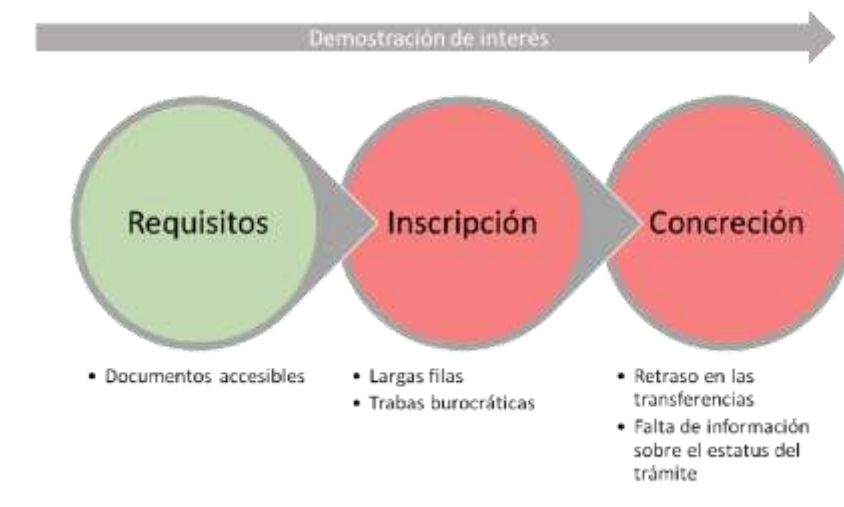 Demostración de interés
Requisitos
Inscripción
Concreción
• Documentos accesibles
• Largas filas
• Trabas burocráticas
• Retraso en las
transferencias
• Falta de información
sobre el estatus del
trámite